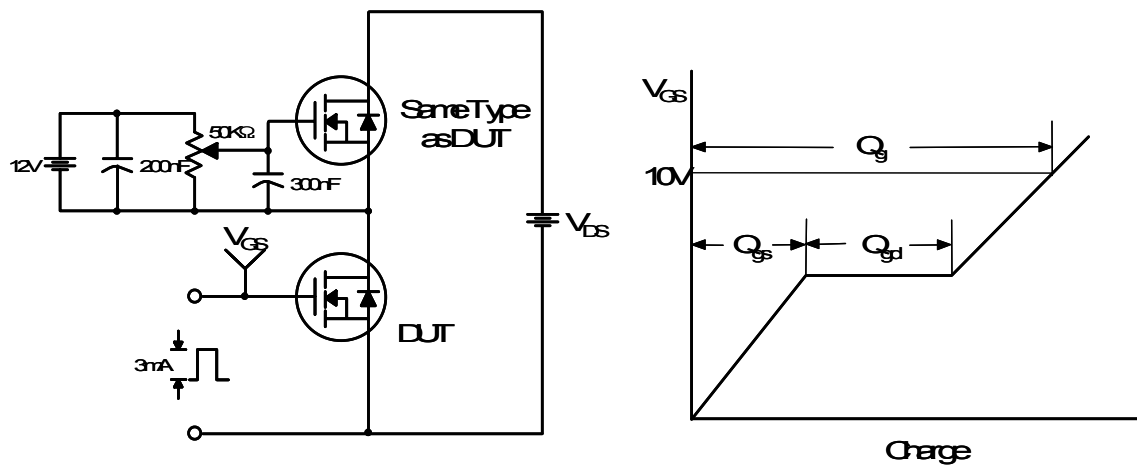 12V
200nF
50KΩ
300nF
Same Type
as DUT
VDS
VGS
DUT
3mA
VGS
10V
Qg
Qgs
Qgd
Charge